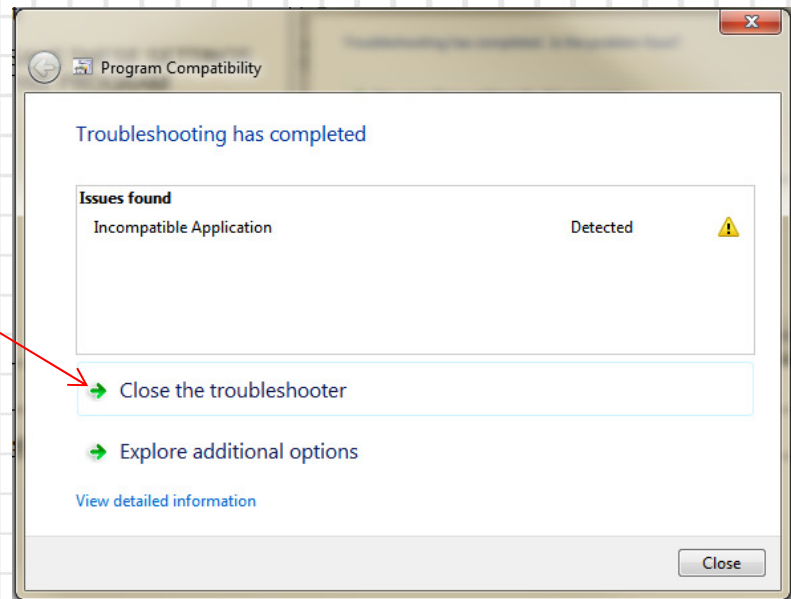 Program Compatibility
Troubleshooting has completed
Issues found
Incompatible Application Detected
Close the troubleshooter
Explore additional options
View detailed information
Close